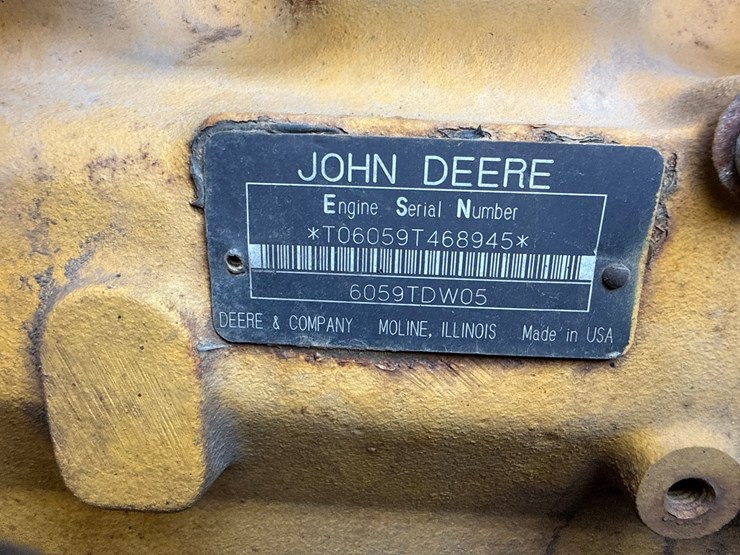 JOHN DEERE
Engine Serial Number
*T06059T468945*
6059TDW05
DEERE & COMPANY MOLINE, ILLINOIS Made in USA